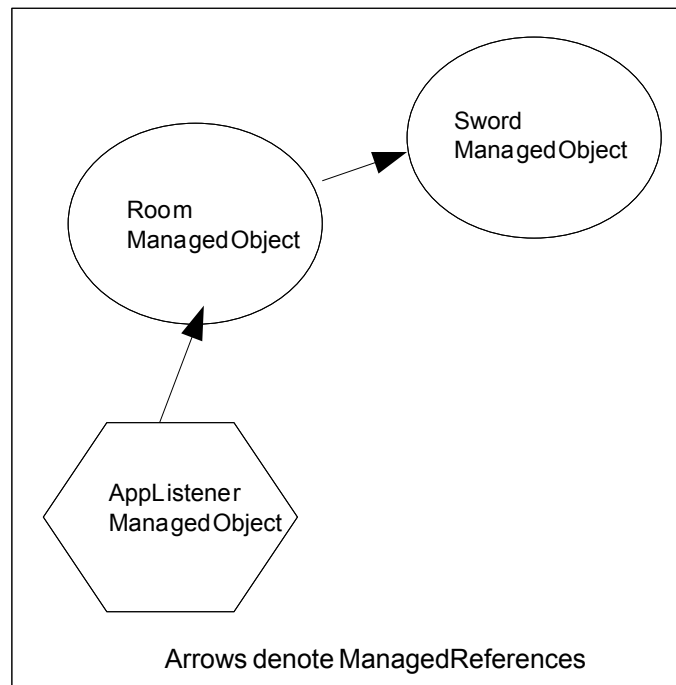 Sword
ManagedObject
Room
ManagedObject
AppListener
ManagedObject
Arrows denote ManagedReferences